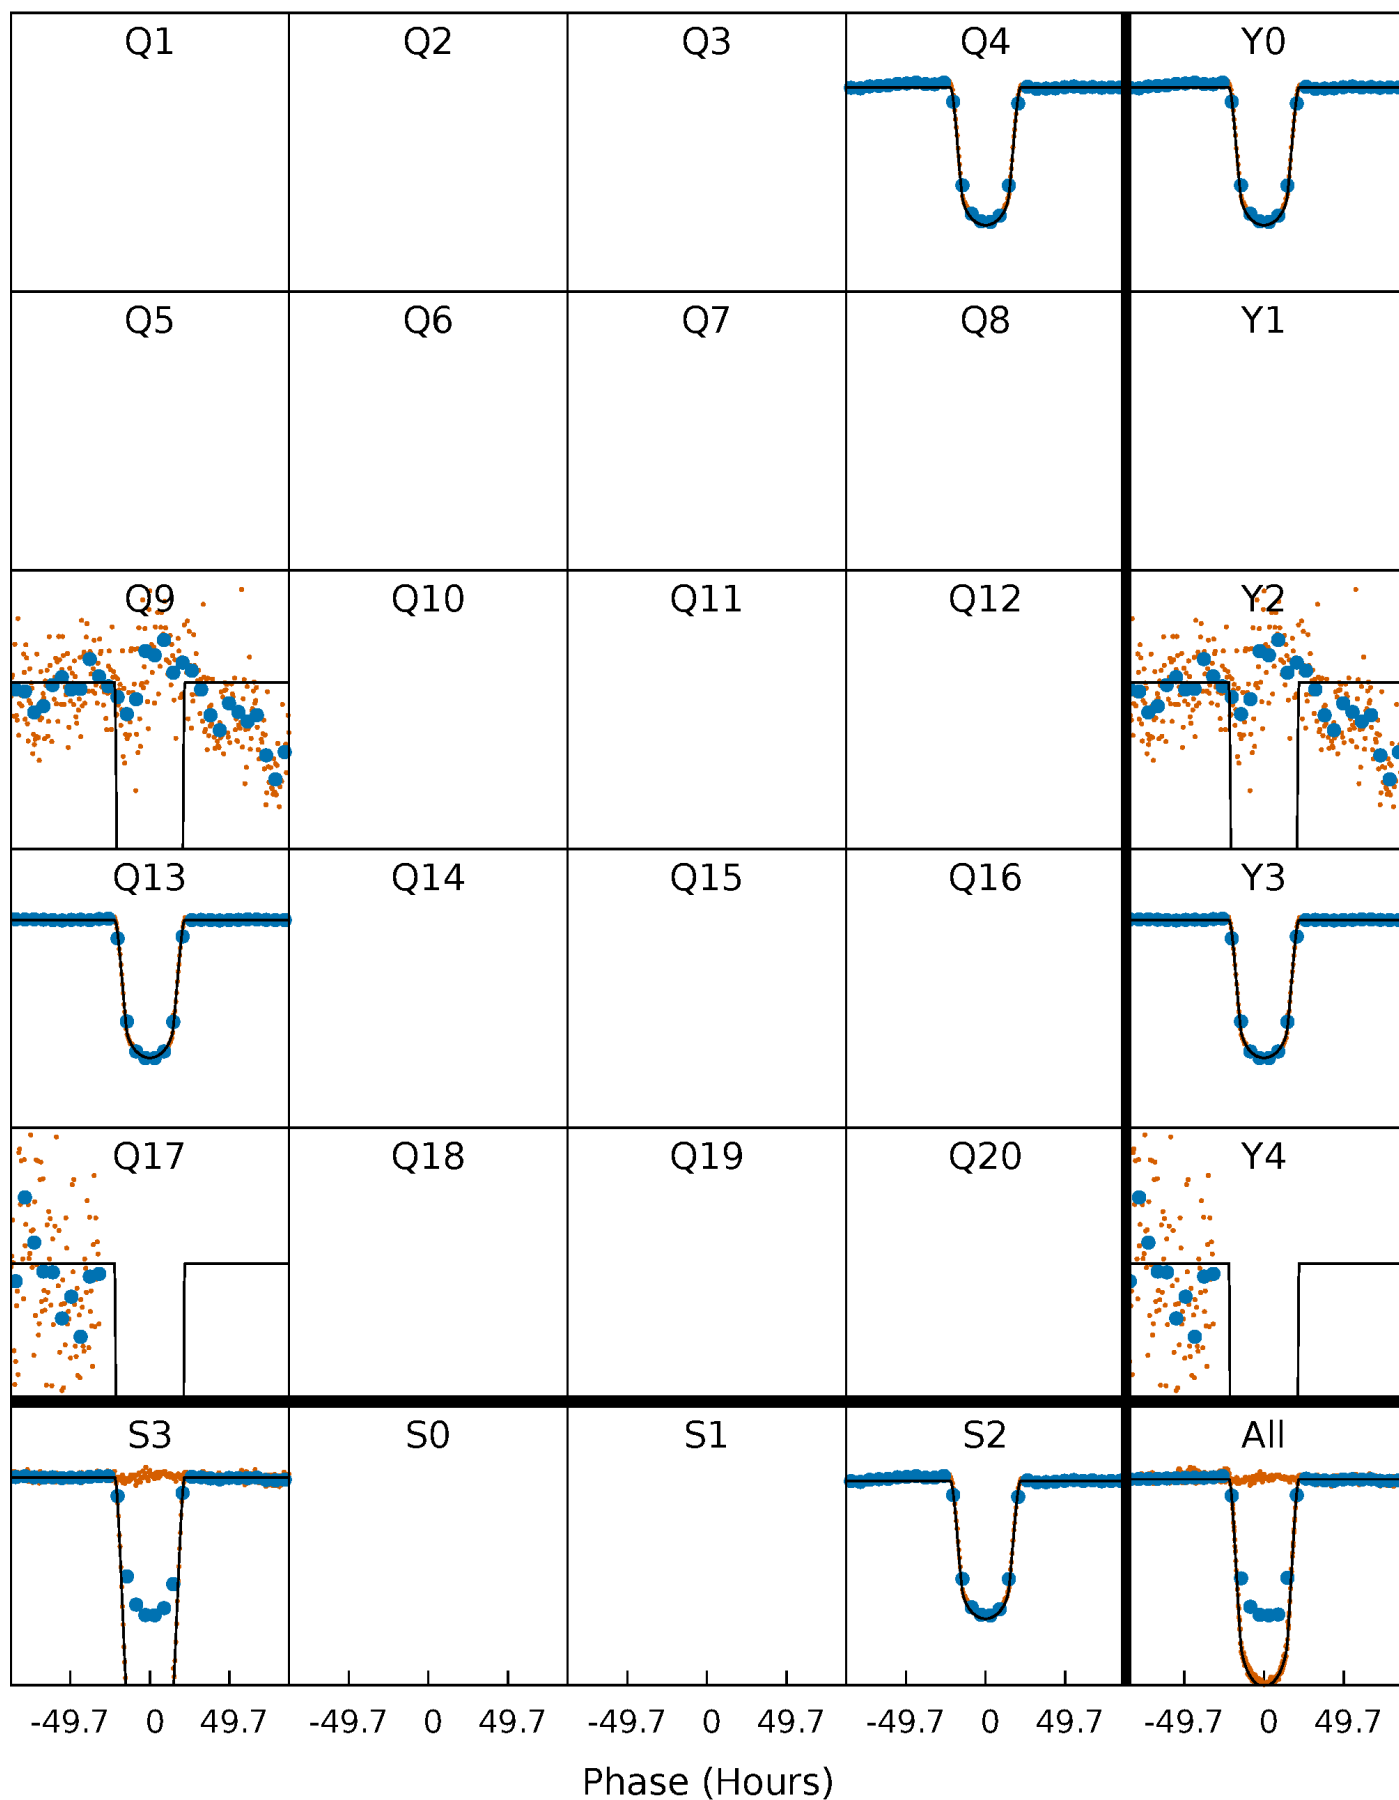 Q1 Q2 Q3 Q4 Y0
Q5 Q6 Q7 Q8 Y1
Q9 Q10 Q11 Q12 Y2
Q13 Q14 Q15 Q16 Y3
Q17 Q18 Q19 Q20 Y4
S3 S0 S1 S2 All
-49.7 0 49.7 -49.7 0 49.7 -49.7 0 49.7 -49.7 0 49.7 -49.7 0 49.7
Phase (Hours)